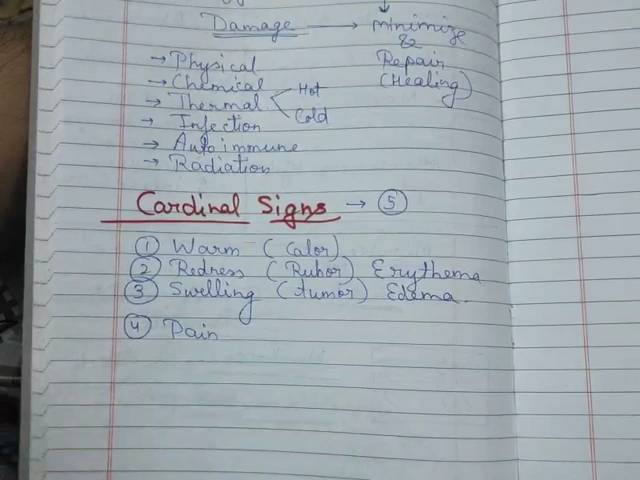 Damage → minimize
&
Repair
(Healing)
→ Physical
→ Chemical
→ Thermal < Hot
Cold
→ Infection
→ Autoimmune
→ Radiation
Cardinal Signs → ⑤
① Warm (Calor)
② Redness (Rubor) Erythema
③ Swelling (tumor) Edema.
④ Pain